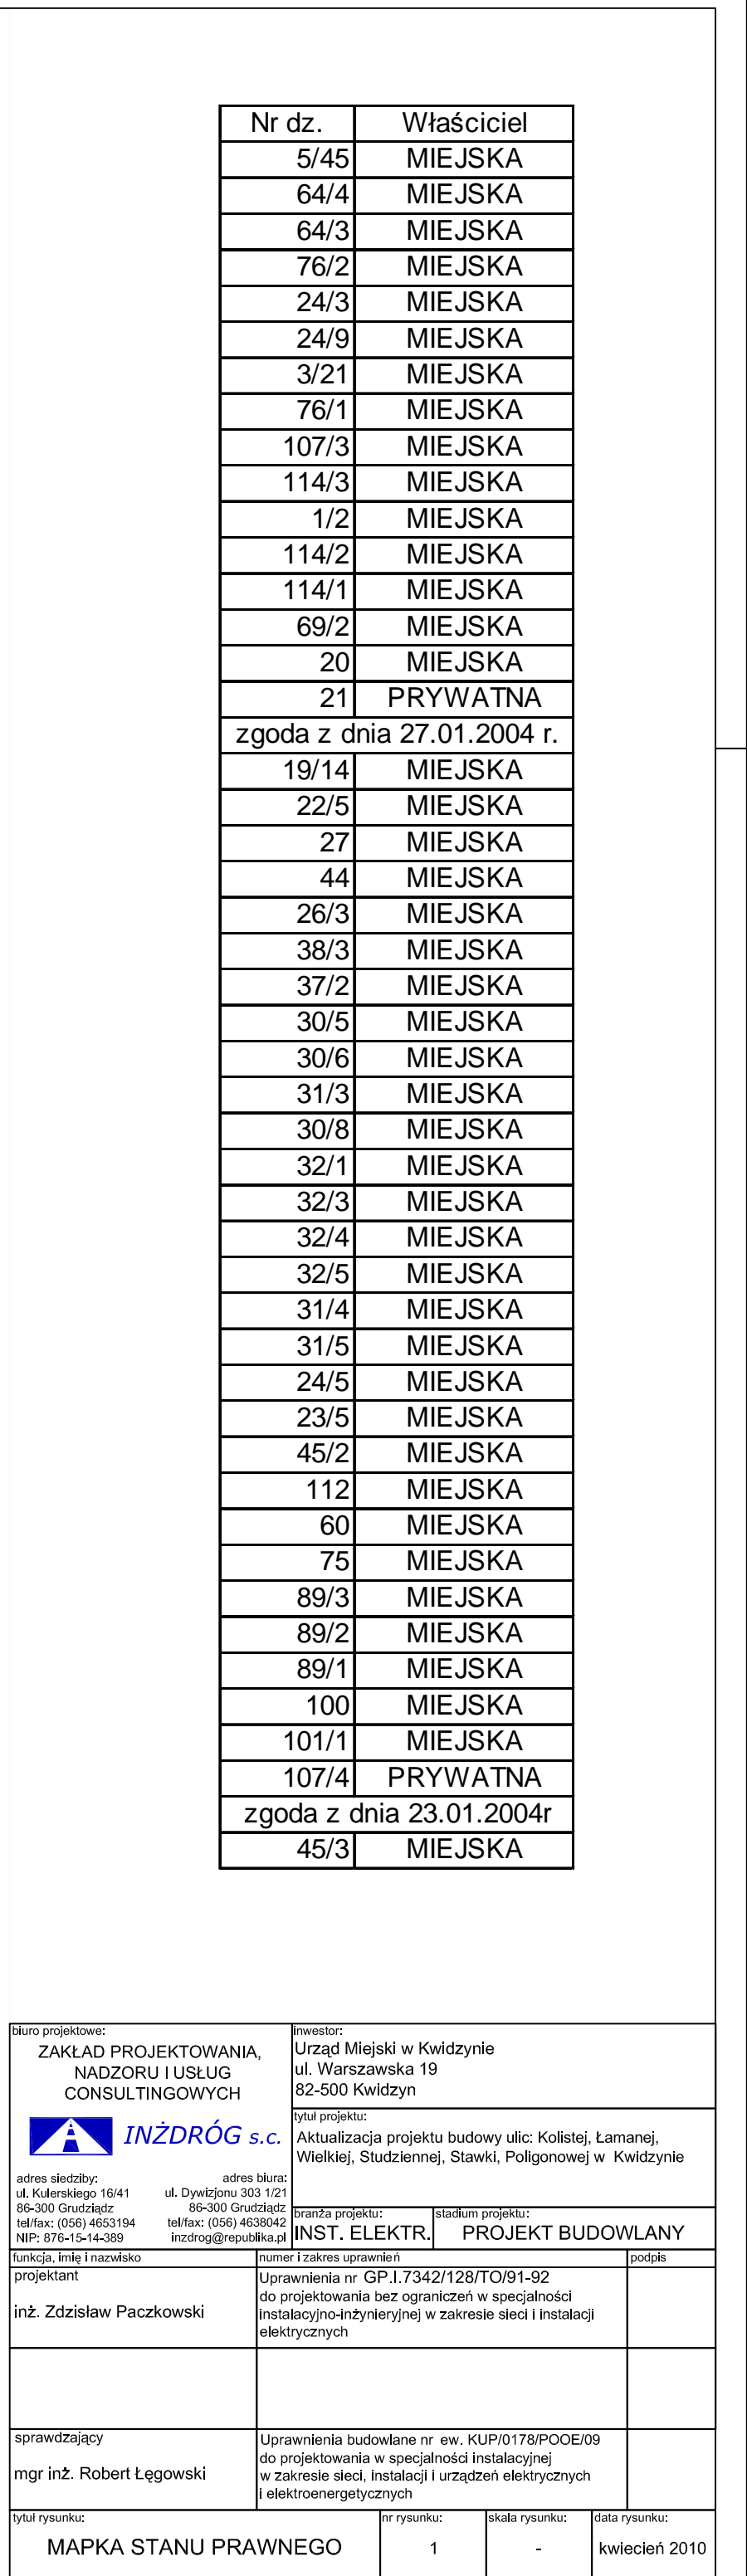 Nr dz. Właściciel
5/45 MIEJSKA
64/4 MIEJSKA
64/3 MIEJSKA
76/2 MIEJSKA
24/3 MIEJSKA
24/9 MIEJSKA
3/21 MIEJSKA
76/1 MIEJSKA
107/3 MIEJSKA
114/3 MIEJSKA
1/2 MIEJSKA
114/2 MIEJSKA
114/1 MIEJSKA
69/2 MIEJSKA
20 MIEJSKA
21 PRYWATNA
zgoda z dnia 27.01.2004 r.
19/14 MIEJSKA
22/5 MIEJSKA
27 MIEJSKA
44 MIEJSKA
26/3 MIEJSKA
38/3 MIEJSKA
37/2 MIEJSKA
30/5 MIEJSKA
30/6 MIEJSKA
31/3 MIEJSKA
30/8 MIEJSKA
32/1 MIEJSKA
32/3 MIEJSKA
32/4 MIEJSKA
32/5 MIEJSKA
31/4 MIEJSKA
31/5 MIEJSKA
24/5 MIEJSKA
23/5 MIEJSKA
45/2 MIEJSKA
112 MIEJSKA
60 MIEJSKA
75 MIEJSKA
89/3 MIEJSKA
89/2 MIEJSKA
89/1 MIEJSKA
100 MIEJSKA
101/1 MIEJSKA
107/4 PRYWATNA
zgoda z dnia 23.01.2004r
45/3 MIEJSKA
biuro projektowe:
ZAKŁAD PROJEKTOWANIA,
NADZORU I USŁUG
CONSULTINGOWYCH
INŻDRÓG s.c.
adres siedziby:
ul. Kulerskiego 16/41
86-300 Grudziądz
tel/fax: (056) 4653194
NIP: 876-15-14-389
adres biura:
ul. Dywizjonu 303 1/21
86-300 Grudziądz
tel/fax: (056) 4638042
inzdrog@republika.pl
inwestor:
Urząd Miejski w Kwidzynie
ul. Warszawska 19
82-500 Kwidzyn
tytuł projektu:
Aktualizacja projektu budowy ulic: Kolistej, Łamanej,
Wielkiej, Studziennej, Stawki, Poligonowej w Kwidzynie
branża projektu: stadium projektu:
INST. ELEKTR. PROJEKT BUDOWLANY
funkcja, imię i nazwisko numer i zakres uprawnień podpis
projektant
inż. Zdzisław Paczkowski
Uprawnienia nr GP.I.7342/128/TO/91-92
do projektowania bez ograniczeń w specjalności
instalacyjno-inżynieryjnej w zakresie sieci i instalacji
elektrycznych
sprawdzający
mgr inż. Robert Łęgowski
Uprawnienia budowlane nr ew. KUP/0178/POOE/09
do projektowania w specjalności instalacyjnej
w zakresie sieci, instalacji i urządzeń elektrycznych
i elektroenergetycznych
tytuł rysunku: nr rysunku: skala rysunku: data rysunku:
MAPKA STANU PRAWNEGO 1 - kwiecień 2010